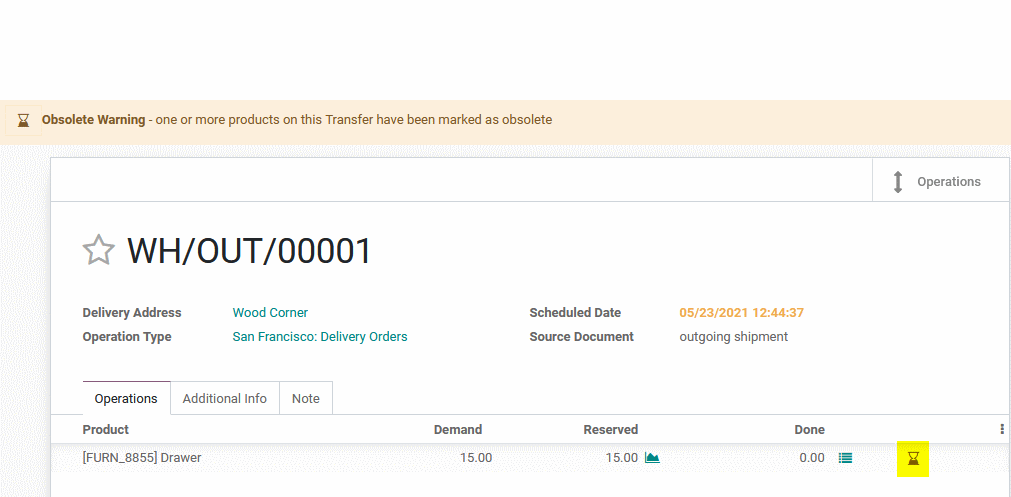 Obsolete Warning - one or more products on this Transfer have been marked as obsolete
Operations
WH/OUT/00001
Delivery Address Wood Corner Scheduled Date 05/23/2021 12:44:37
Operation Type San Francisco: Delivery Orders Source Document outgoing shipment
Operations Additional Info Note
Product Demand Reserved Done
[FURN_8855] Drawer 15.00 15.00 0.00